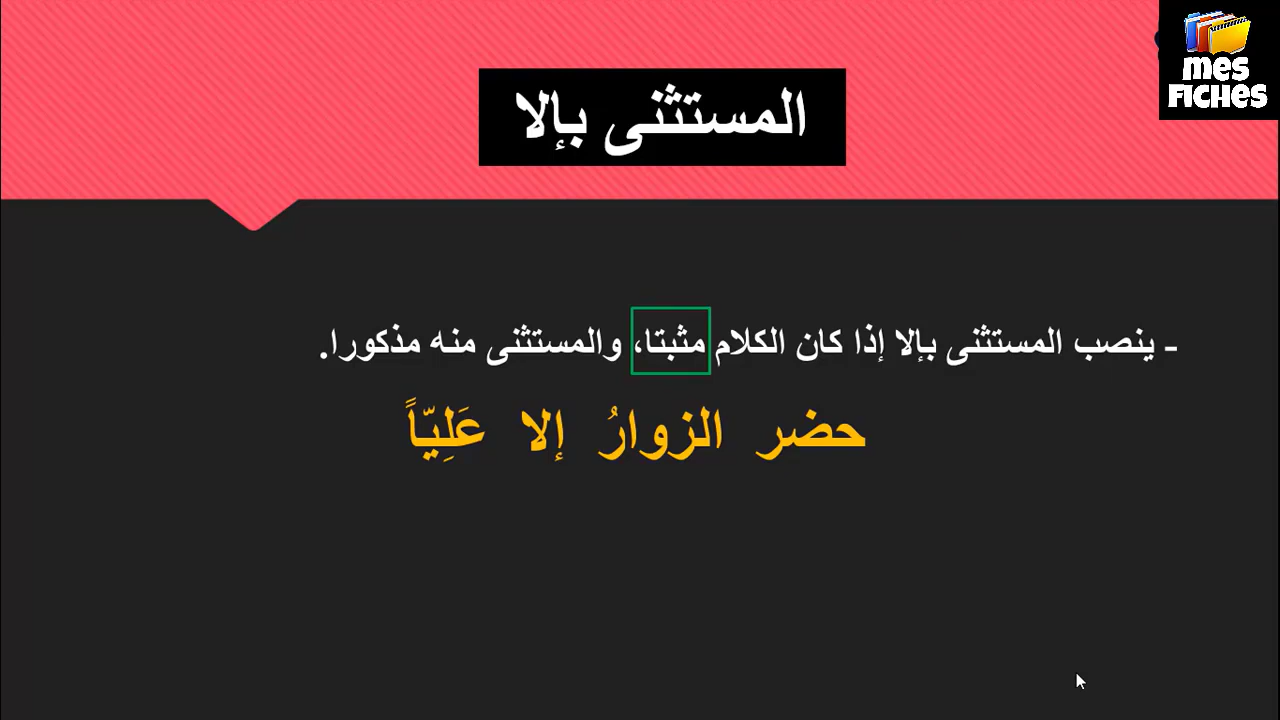 mes
FICHES
المستثنى بإلا
- ينصب المستثنى بإلا إذا كان الكلام مثبتا، والمستثنى منه مذكورا.
حضر الزوارُ إلا عَلِيّاً